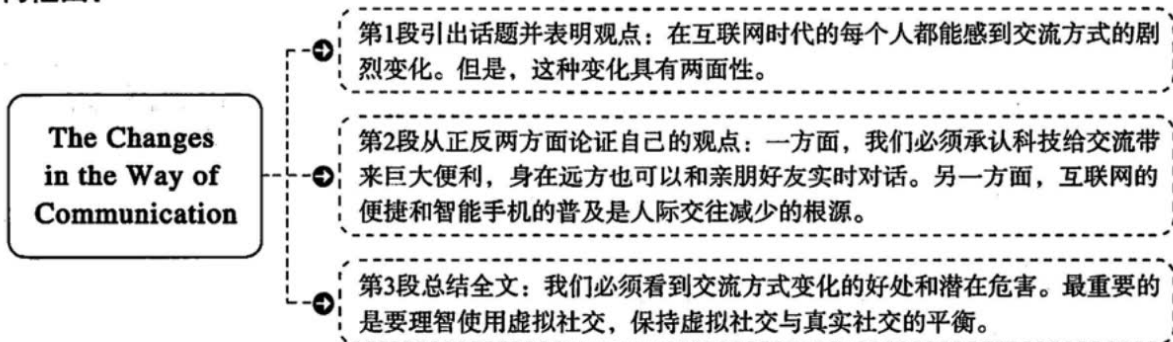 第1段引出话题并表明观点：在互联网时代的每个人都能感到交流方式的剧
烈变化。但是，这种变化具有两面性。
The Changes
in the Way of
Communication
第2段从正反两方面论证自己的观点：一方面，我们必须承认科技给交流带
来巨大便利，身在远方也可以和亲朋好友实时对话。另一方面，互联网的
便捷和智能手机的普及是人际交往减少的根源。
第3段总结全文：我们必须看到交流方式变化的好处和潜在危害。最重要的
是要理智使用虚拟社交，保持虚拟社交与真实社交的平衡。